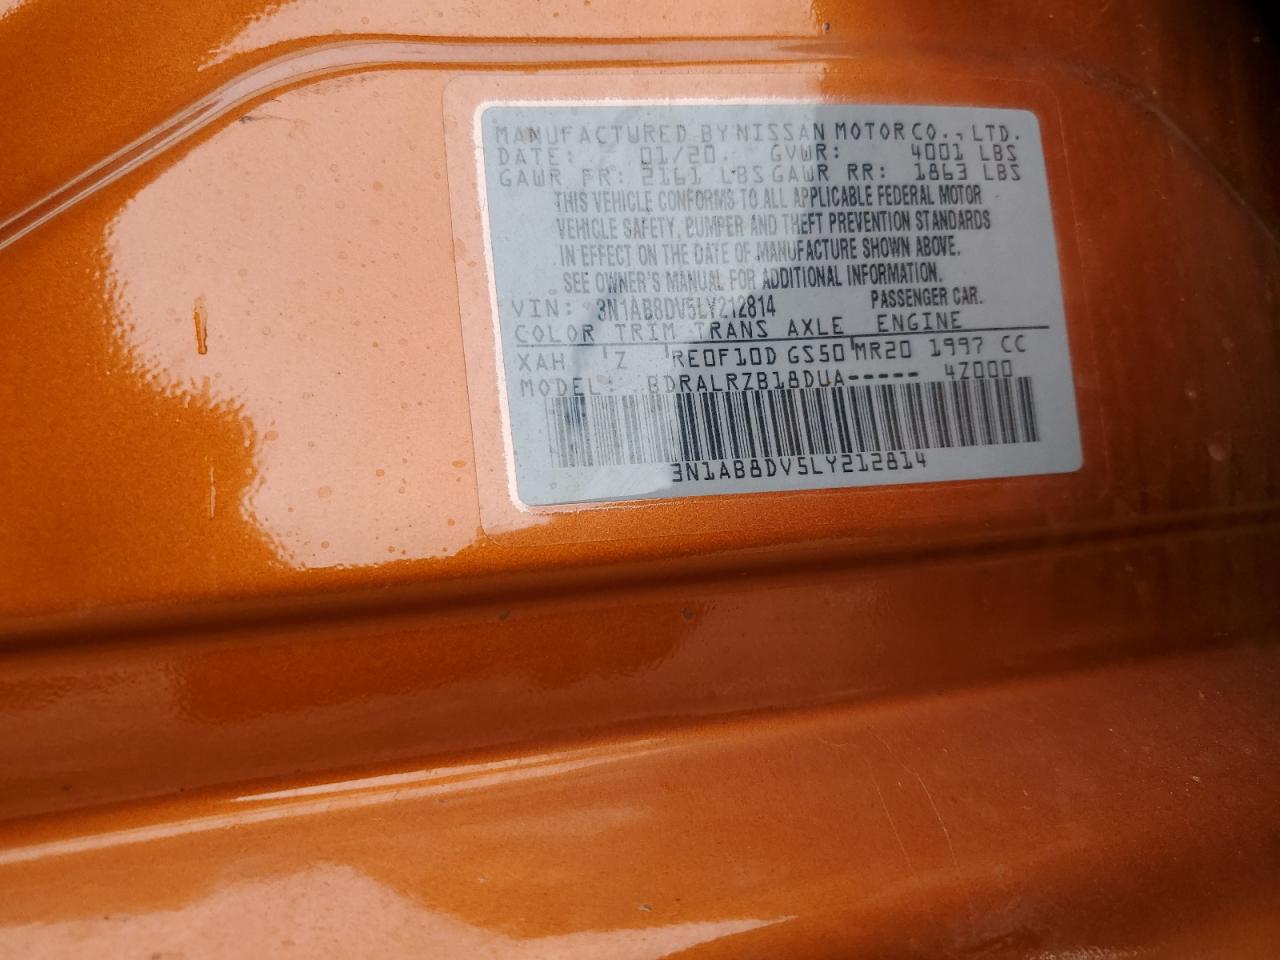 MANUFACTURED BY NISSAN MOTOR CO., LTD.
DATE: 01/20 GVWR: 4001 LBS
GAWR FR: 2161 LBS GAWR RR: 1863 LBS
THIS VEHICLE CONFORMS TO ALL APPLICABLE FEDERAL MOTOR
VEHICLE SAFETY, BUMPER AND THEFT PREVENTION STANDARDS
IN EFFECT ON THE DATE OF MANUFACTURE SHOWN ABOVE.
SEE OWNER'S MANUAL FOR ADDITIONAL INFORMATION.
VIN: 3N1AB8DV5LY212814 PASSENGER CAR.
COLOR TRIM TRANS AXLE ENGINE
XAH Z RE0F10D GS50 MR20 1997 CC
MODEL: BDRALRZB18DUA----- 4Z000
3N1AB8DV5LY212814